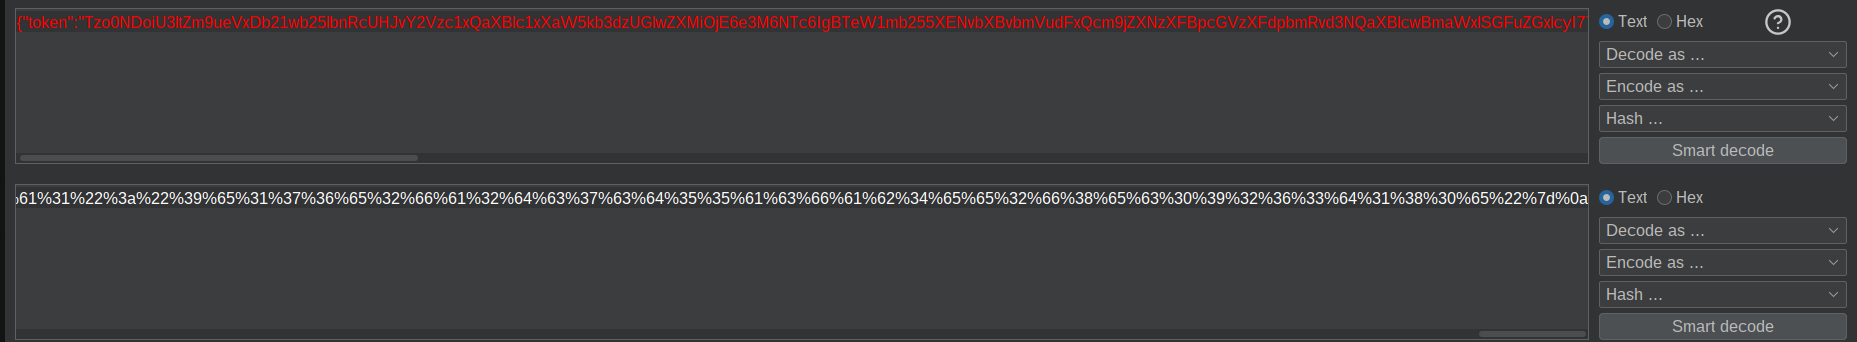 {"token":"Tzo0NDoiU3ltZm9ueVxDb21wb25lbnRcUHJvY2Vzc1xQaXBlc1xXaW5kb3dzUGlwZXMiOjE6e3M6NTc6IgBTeW1mb255XENvbXBvbmVudFxQcm9jZXNzXFBpcGVzXFdpbmRvd3NQaXBlcwBmaWxlSGFuZGxlcyI7
Text Hex
Decode as ...
Encode as ...
Hash ...
Smart decode
61%31%22%3a%22%39%65%31%37%36%65%32%66%61%32%64%63%37%63%64%35%35%61%63%66%61%62%34%65%65%32%66%38%65%63%30%39%32%36%33%64%31%38%30%65%22%7d%0a
Text Hex
Decode as ...
Encode as ...
Hash ...
Smart decode